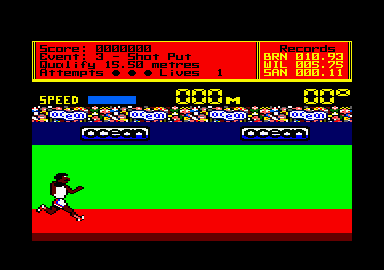 Score: 0000000
Event: 3 - Shot Put
Qualify 15.50 metres
Attempts ● ● ● Lives 1
Records
BRN 010.93
WIL 005.75
SAN 000.11
SPEED 000M 00°
ocean ocean ocean ocean
ocean ocean